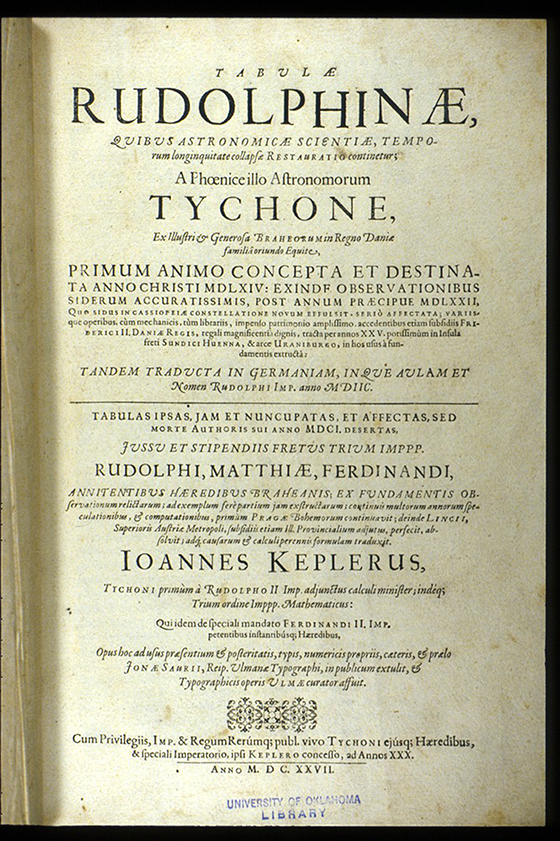 TABVLÆ
RUDOLPHINÆ,
QVIBVS ASTRONOMICÆ SCIENTIÆ, TEMPO-
rum longinquitate collapsæ RESTAURATIO continetur;
A Phœnice illo Astronomorum
TYCHONE,
Ex Illustri & Generosa BRAHEORUM in Regno Daniæ
familiâ oriundo Equite,
PRIMUM ANIMO CONCEPTA ET DESTINA-
TA ANNO CHRISTI MDLXIV: EXINDE OBSERVATIONIBUS
SIDERUM ACCURATISSIMIS, POST ANNUM PRÆCIPUE MDLXXII,
QUO SIDUS IN CASSIOPEIÆ CONSTELLATIONE NOVUM EFFULSIT, SERIÒ AFFECTATA; VARIIS-
que operibus, cùm mechanicis, tùm librariis, impenso patrimonio amplissimo, accedentibus etiam subsidiis FRI-
DERICI II. DANIÆ REGIS, regali magnificentiâ dignis, tracta per annos XXV. potissimùm in Insula
freti SUNDICI HUENNA, & arce URANIBURGO, in hos usus à fun-
damentis extructâ:
TANDEM TRADVCTA IN GERMANIAM, INQVE AVLAM ET
Nomen RUDOLPHI IMP. anno MDIIC.
TABULAS IPSAS, JAM ET NUNCUPATAS, ET AFFECTAS, SED
MORTE AUTHORIS SUI ANNO MDCI. DESERTAS,
JVSSV ET STIPENDIIS FRETVS TRIVM IMPPP.
RUDOLPHI, MATTHIÆ, FERDINANDI,
ANNITENTIBVS HÆREDIBVS BRAHEANIS; EX FUNDAMENTIS OB-
servationum relictarum; ad exemplum ferè partium jam exstructarum; continuis multorum annorum spe-
culationibus, & computationibus, primùm PRAGÆ Bohemorum continuavit; deinde LINCII,
Superioris Austriæ Metropoli, subsidiis etiam Ill. Provincialium adjutus, perfecit, ab-
solvit; adq́; causarum & calculi perennis formulam traduxit
IOANNES KEPLERUS,
TYCHONI primùm à RUDOLPHO II Imp. adjunctus calculi minister; indéq;
Trium ordine Imppp. Mathematicus:
Qui idem de speciali mandato FERDINANDI II. IMP.
petentibus instantibúsq; Hæredibus,
Opus hoc ad usus præsentium & posteritatis, typis, numericis propriis, cæteris, & prælo
JONÆ SAURII, Reip. Ulmanæ Typographi, in publicum extulit, &
Typographicis operis ULMÆ curator affuit.
Cum Privilegiis, IMP. & Regum Rerúmq; publ. vivo TYCHONI ejúsq; Hæredibus,
& speciali Imperatorio, ipsi KEPLERO concesso, ad Annos XXX.
ANNO M. DC. XXVII.
UNIVERSITY OF OKLAHOMA
LIBRARY